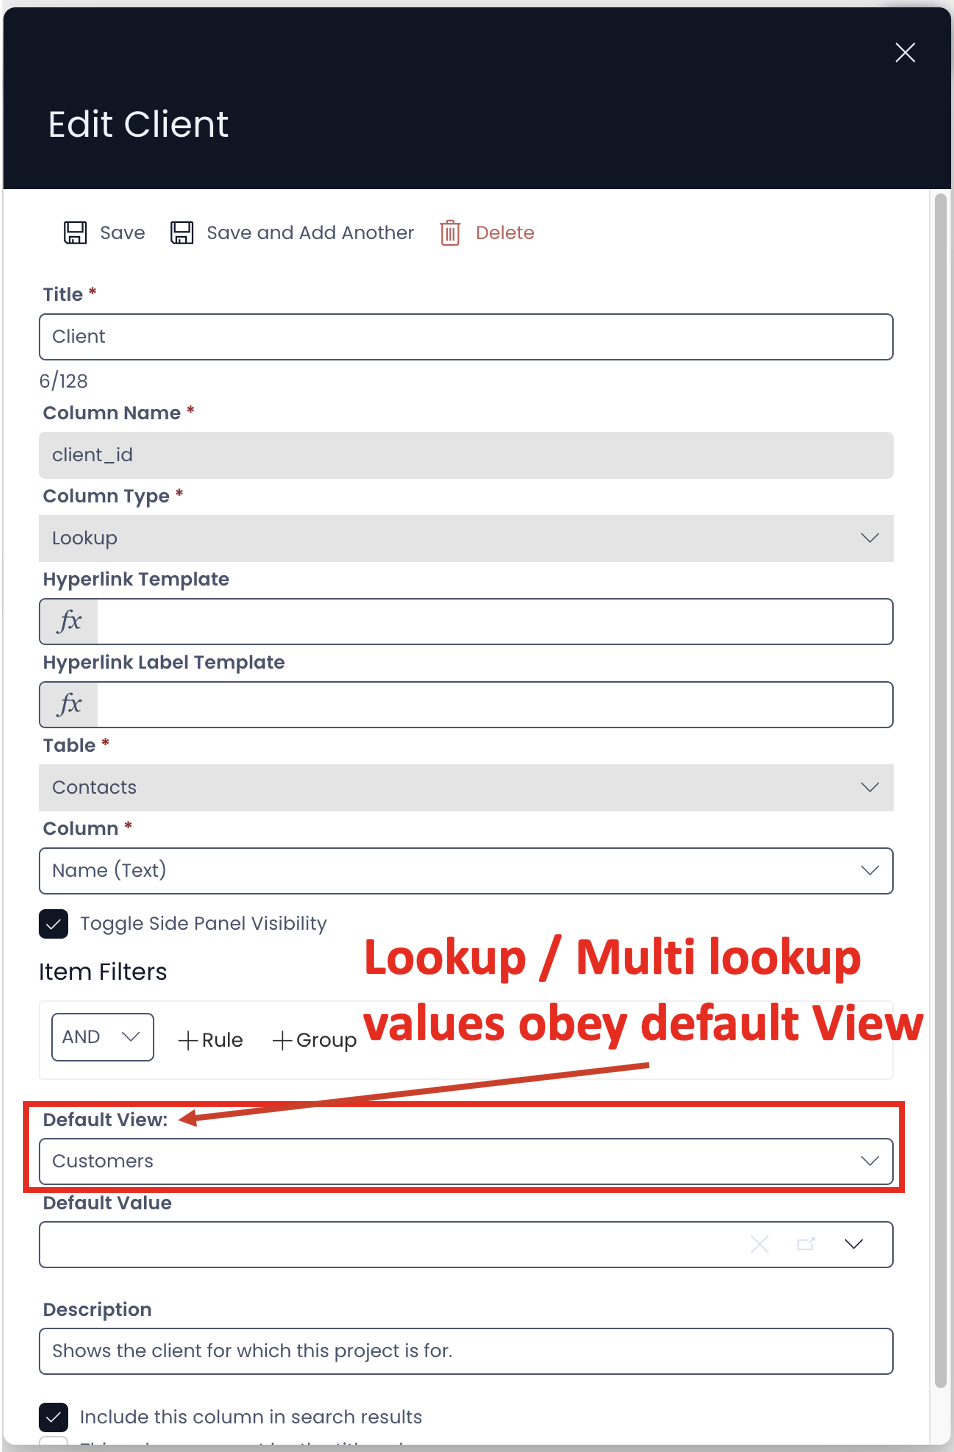 Edit Client
Save Save and Add Another Delete
Title *
Client
6/128
Column Name *
client_id
Column Type *
Lookup
Hyperlink Template
fx
Hyperlink Label Template
fx
Table *
Contacts
Column *
Name (Text)
Toggle Side Panel Visibility
Lookup / Multi lookup
values obey default View
Item Filters
AND +Rule +Group
Default View:
Customers
Default Value
Description
Shows the client for which this project is for.
Include this column in search results